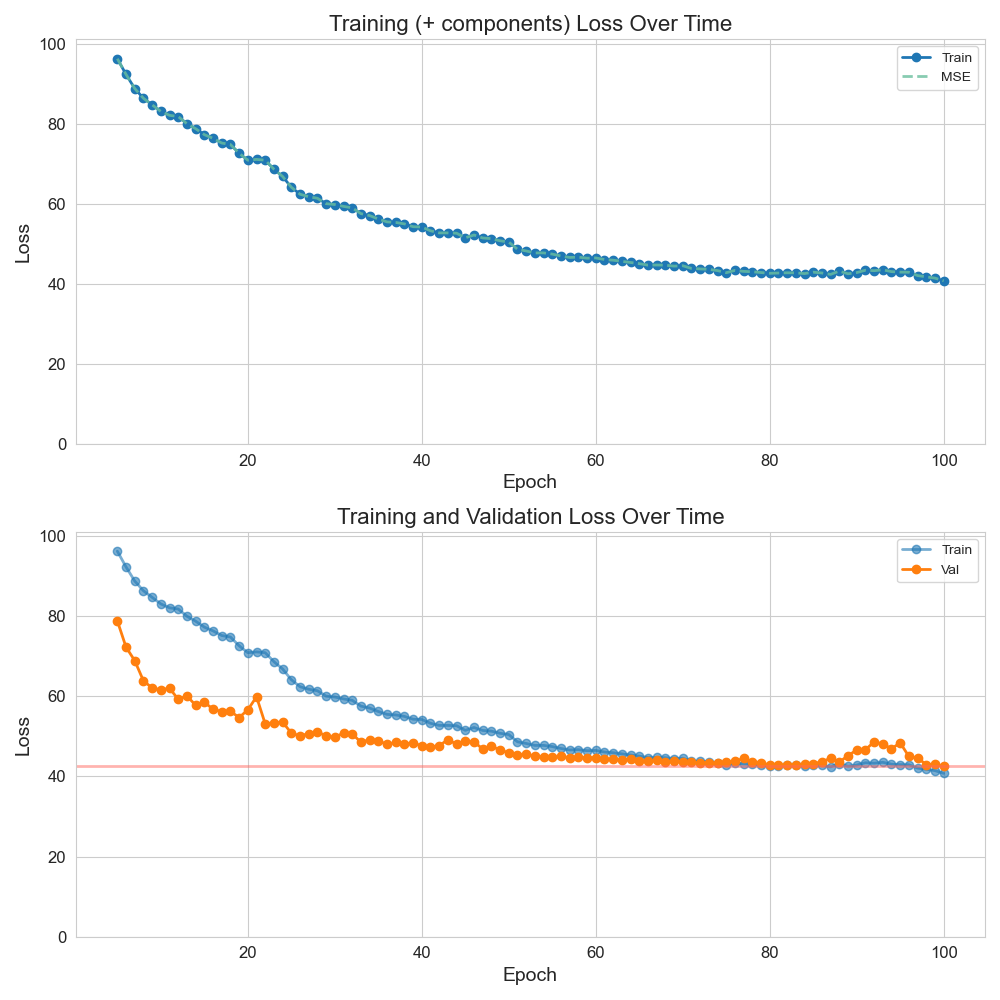 Training (+ components) Loss Over Time
Train
MSE
Loss
100
80
60
40
20
0
20 40 60 80 100
Epoch
Training and Validation Loss Over Time
Train
Val
Loss
100
80
60
40
20
0
20 40 60 80 100
Epoch